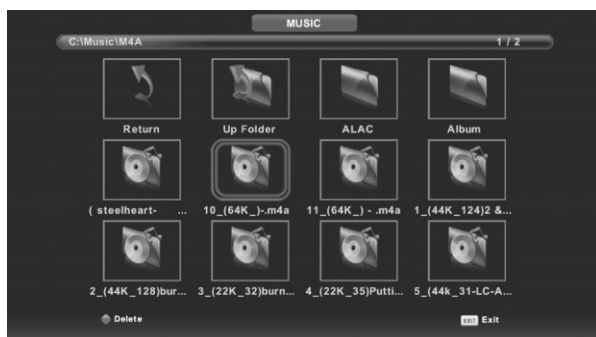 MUSIC
C:\Music\M4A 1 / 2
Return Up Folder ALAC Album
( steelheart- ... 10_(64K_)-.m4a 11_(64K_) - .m4a 1_(44K_124)2 &...
2_(44K_128)bur... 3_(22K_32)burn... 4_(22K_35)Putti... 5_(44k_31-LC-A...
Delete EXIT Exit